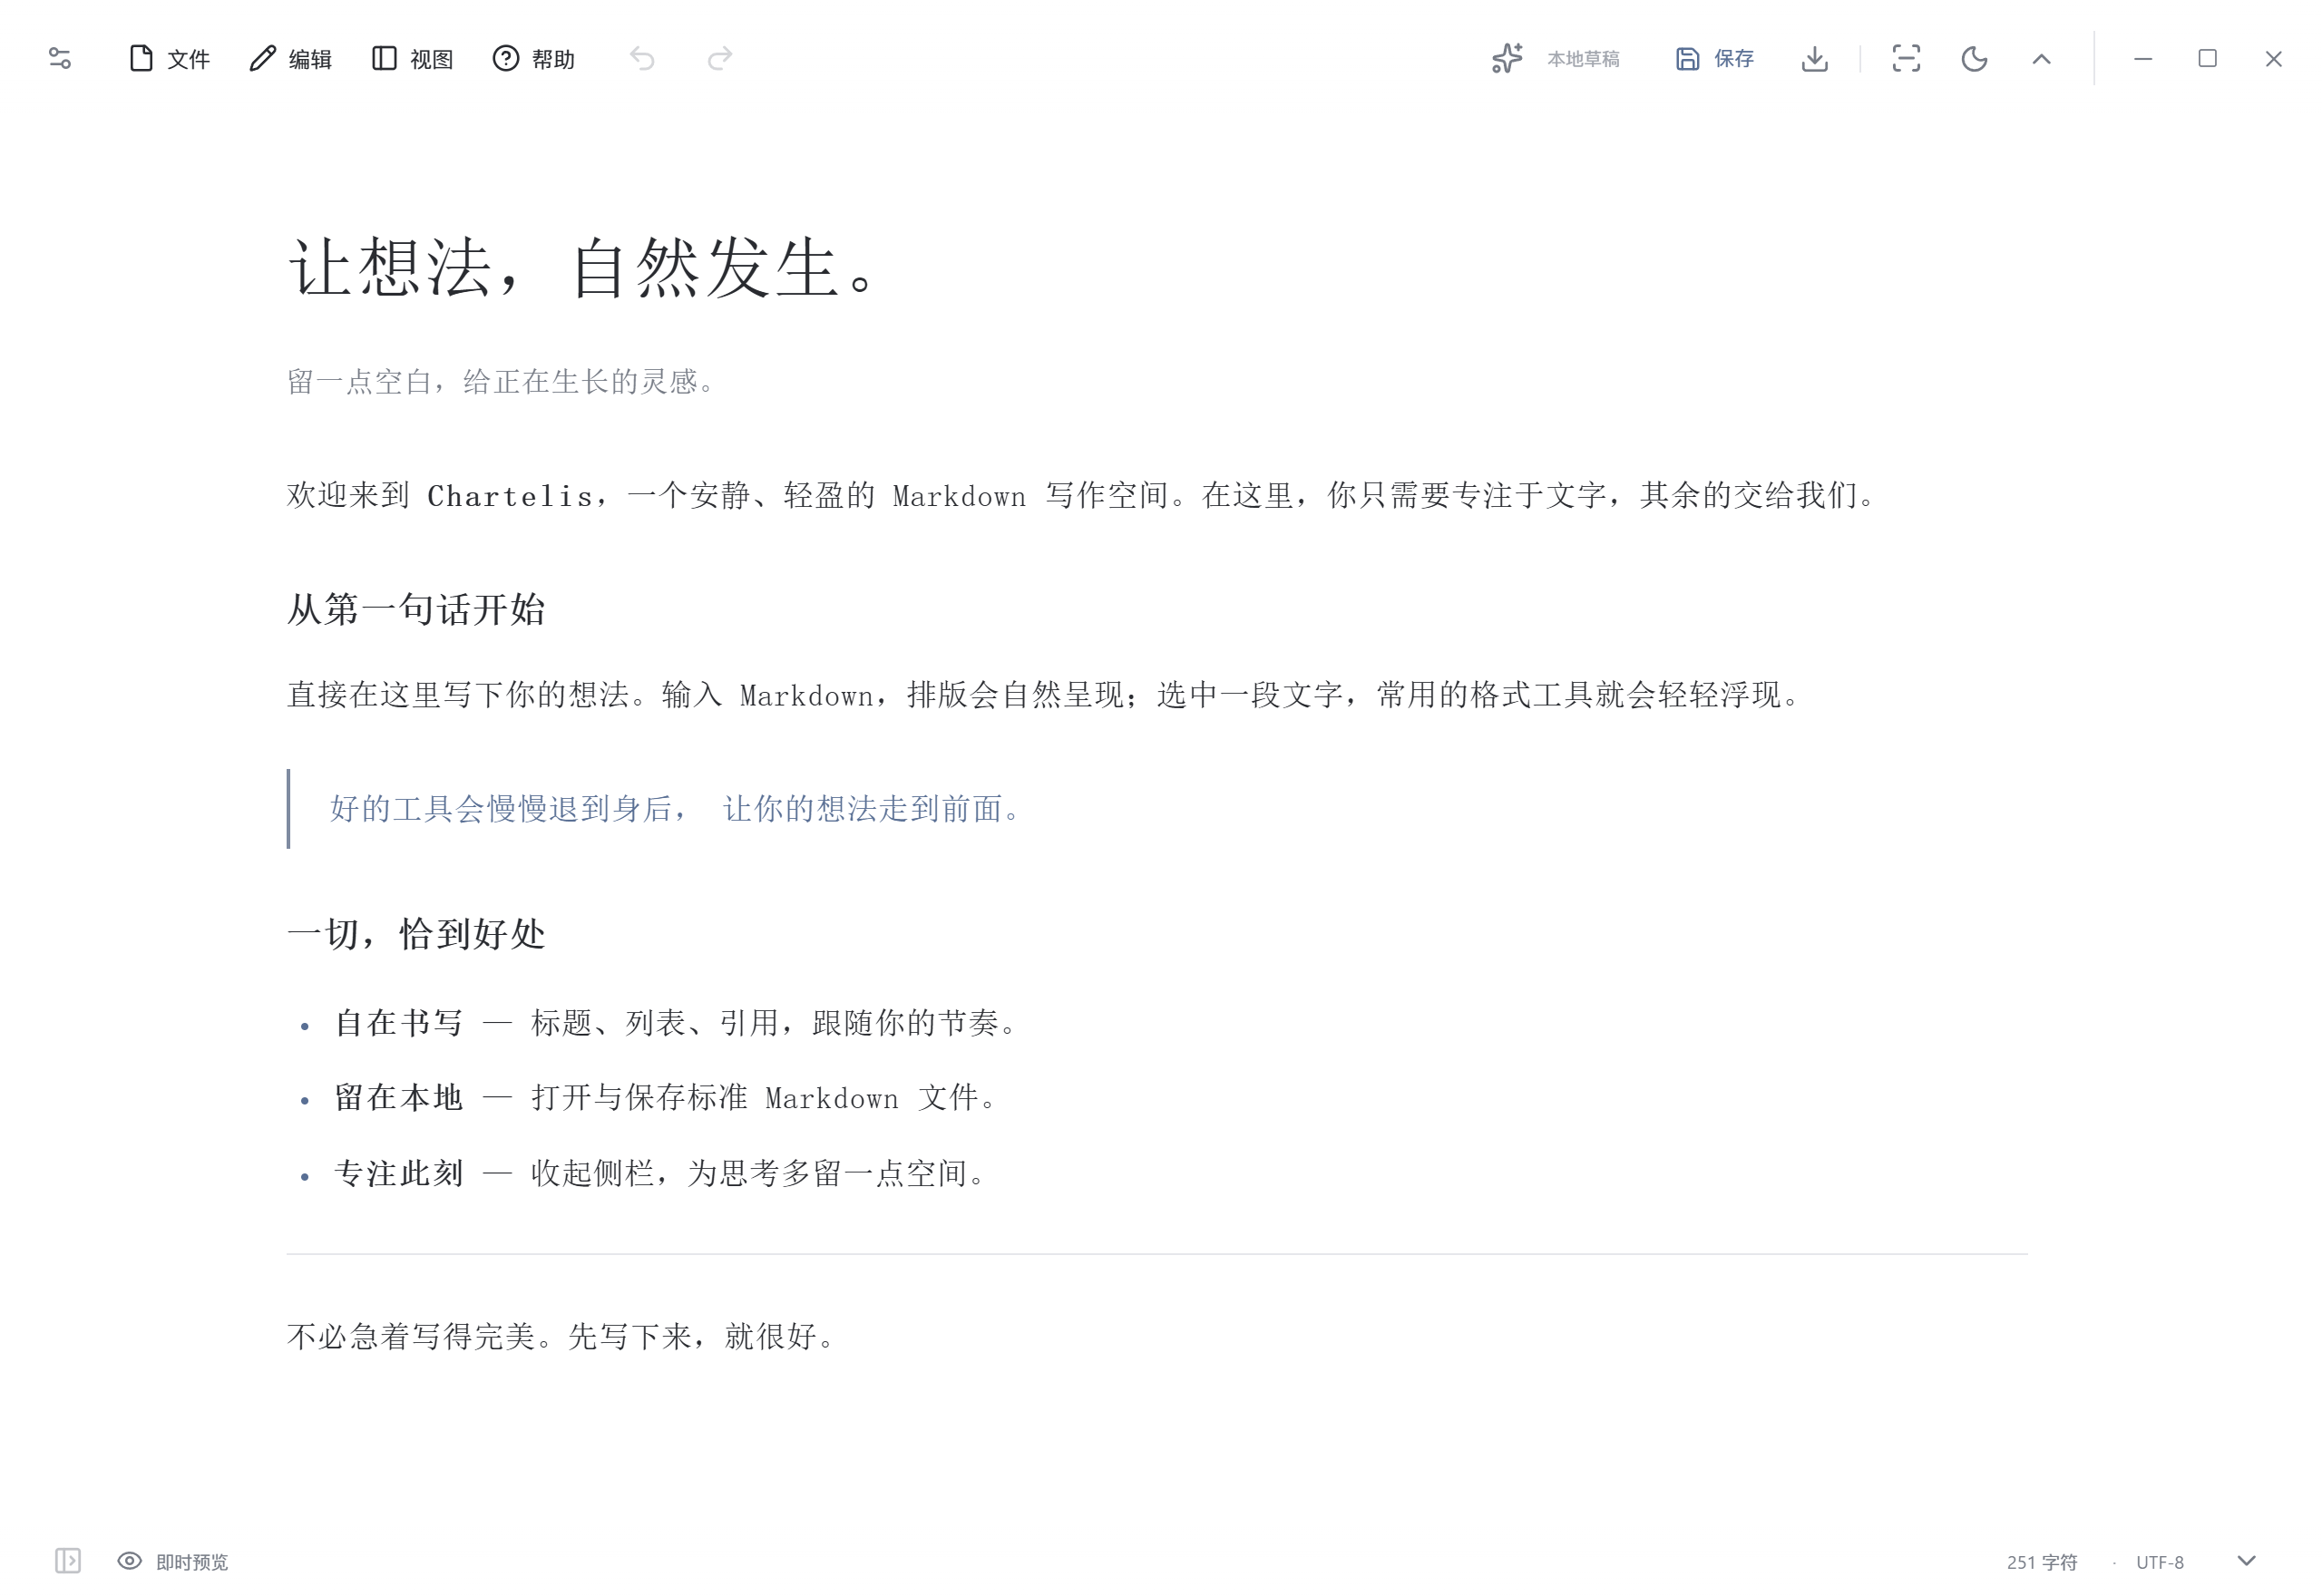 文件 编辑 视图 帮助 本地草稿 保存
让想法，自然发生。
留一点空白，给正在生长的灵感。
欢迎来到 Chartelis，一个安静、轻盈的 Markdown 写作空间。在这里，你只需要专注于文字，其余的交给我们。
从第一句话开始
直接在这里写下你的想法。输入 Markdown，排版会自然呈现；选中一段文字，常用的格式工具就会轻轻浮现。
好的工具会慢慢退到身后， 让你的想法走到前面。
一切，恰到好处
• 自在书写 — 标题、列表、引用，跟随你的节奏。
• 留在本地 — 打开与保存标准 Markdown 文件。
• 专注此刻 — 收起侧栏，为思考多留一点空间。
不必急着写得完美。先写下来，就很好。
即时预览 251 字符 · UTF-8